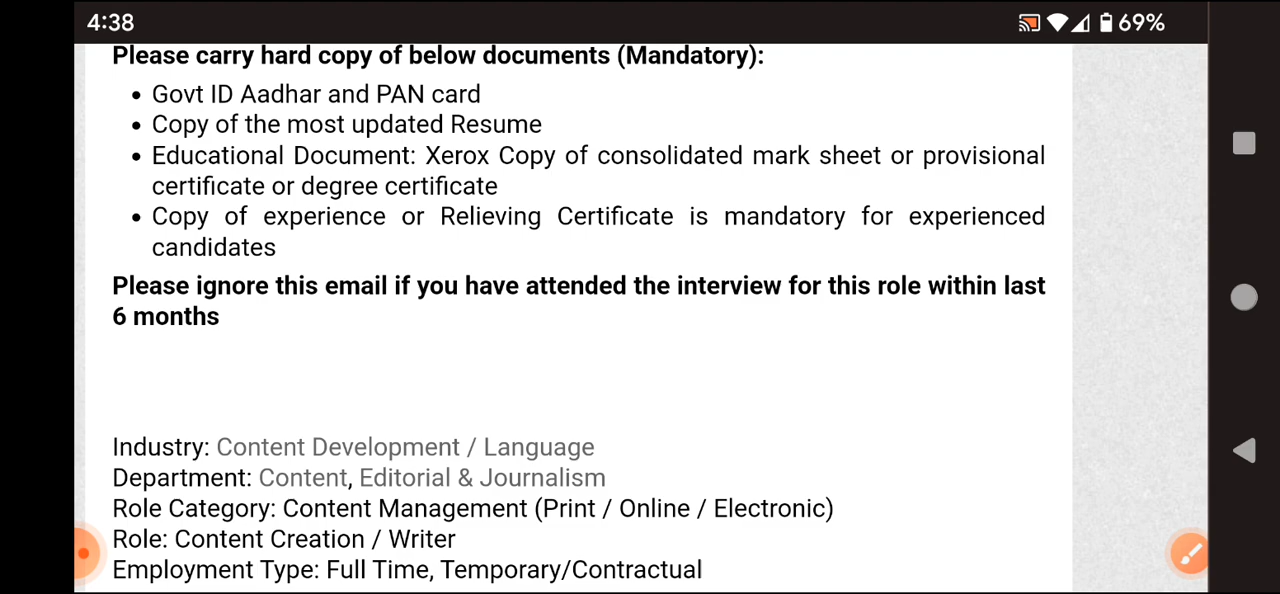 4:38
69%
Please carry hard copy of below documents (Mandatory):
• Govt ID Aadhar and PAN card
• Copy of the most updated Resume
• Educational Document: Xerox Copy of consolidated mark sheet or provisional
certificate or degree certificate
• Copy of experience or Relieving Certificate is mandatory for experienced
candidates
Please ignore this email if you have attended the interview for this role within last
6 months
Industry: Content Development / Language
Department: Content, Editorial & Journalism
Role Category: Content Management (Print / Online / Electronic)
Role: Content Creation / Writer
Employment Type: Full Time, Temporary/Contractual